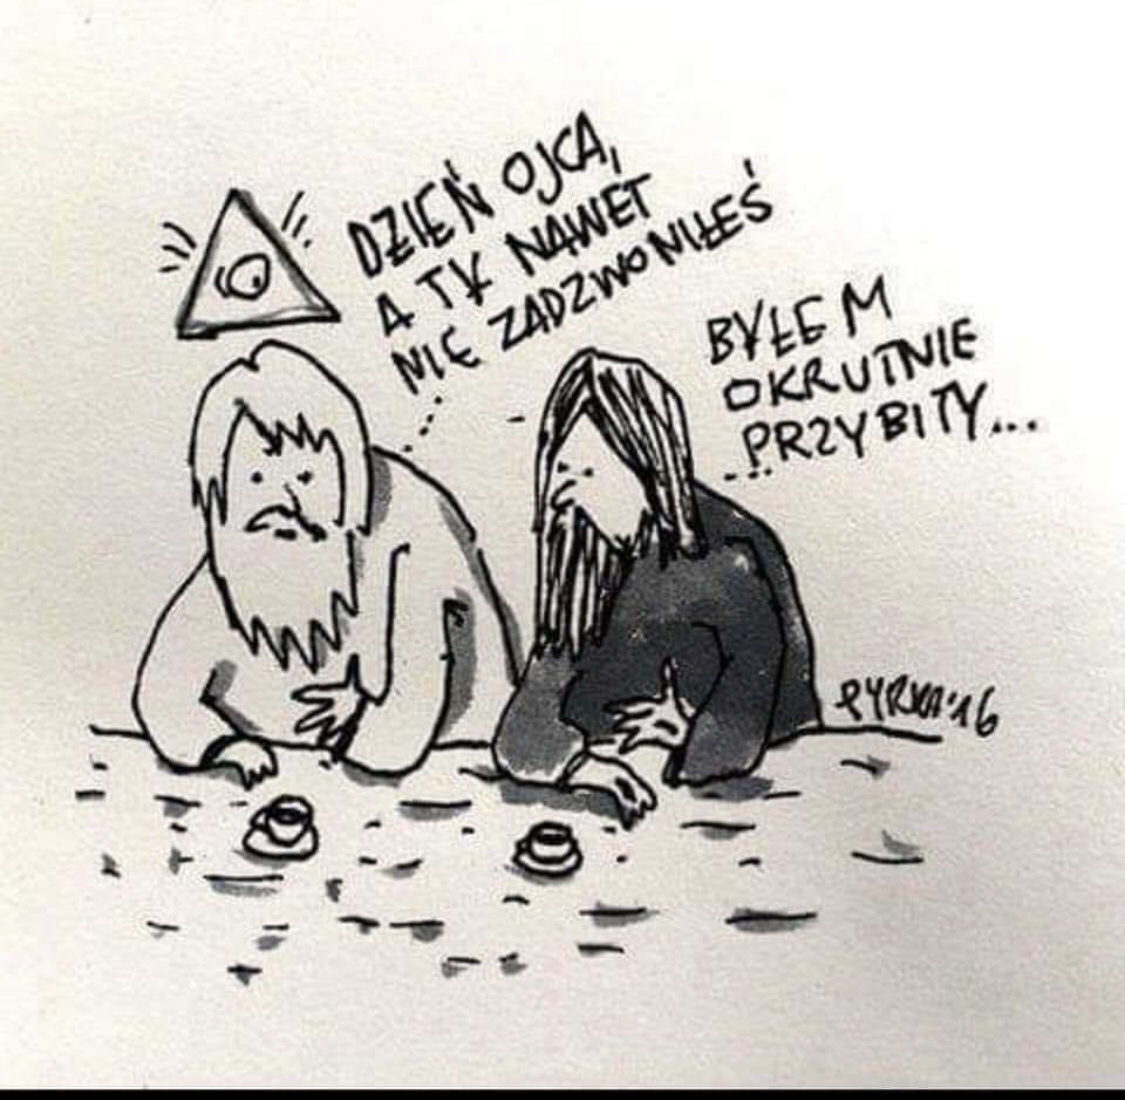 DZIEŃ OJCA,
A TY NAWET
NIE ZADZWONIŁEŚ
BYŁEM
OKRUTNIE
PRZYBITY...
PYRKA'16